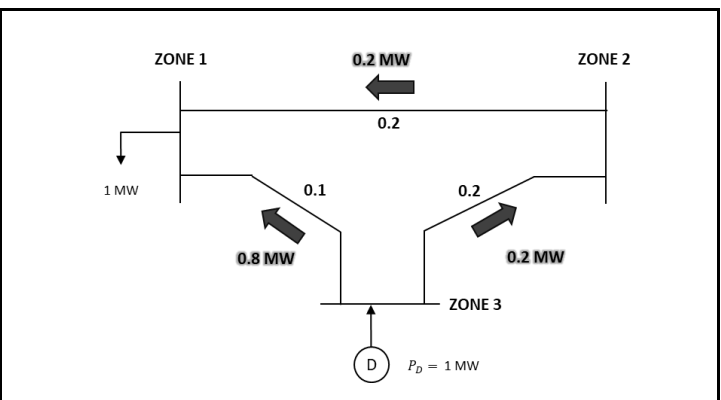 ZONE 1
0.2 MW
ZONE 2
0.2
1 MW
0.1
0.2
0.8 MW
0.2 MW
ZONE 3
D
P_D = 1 MW